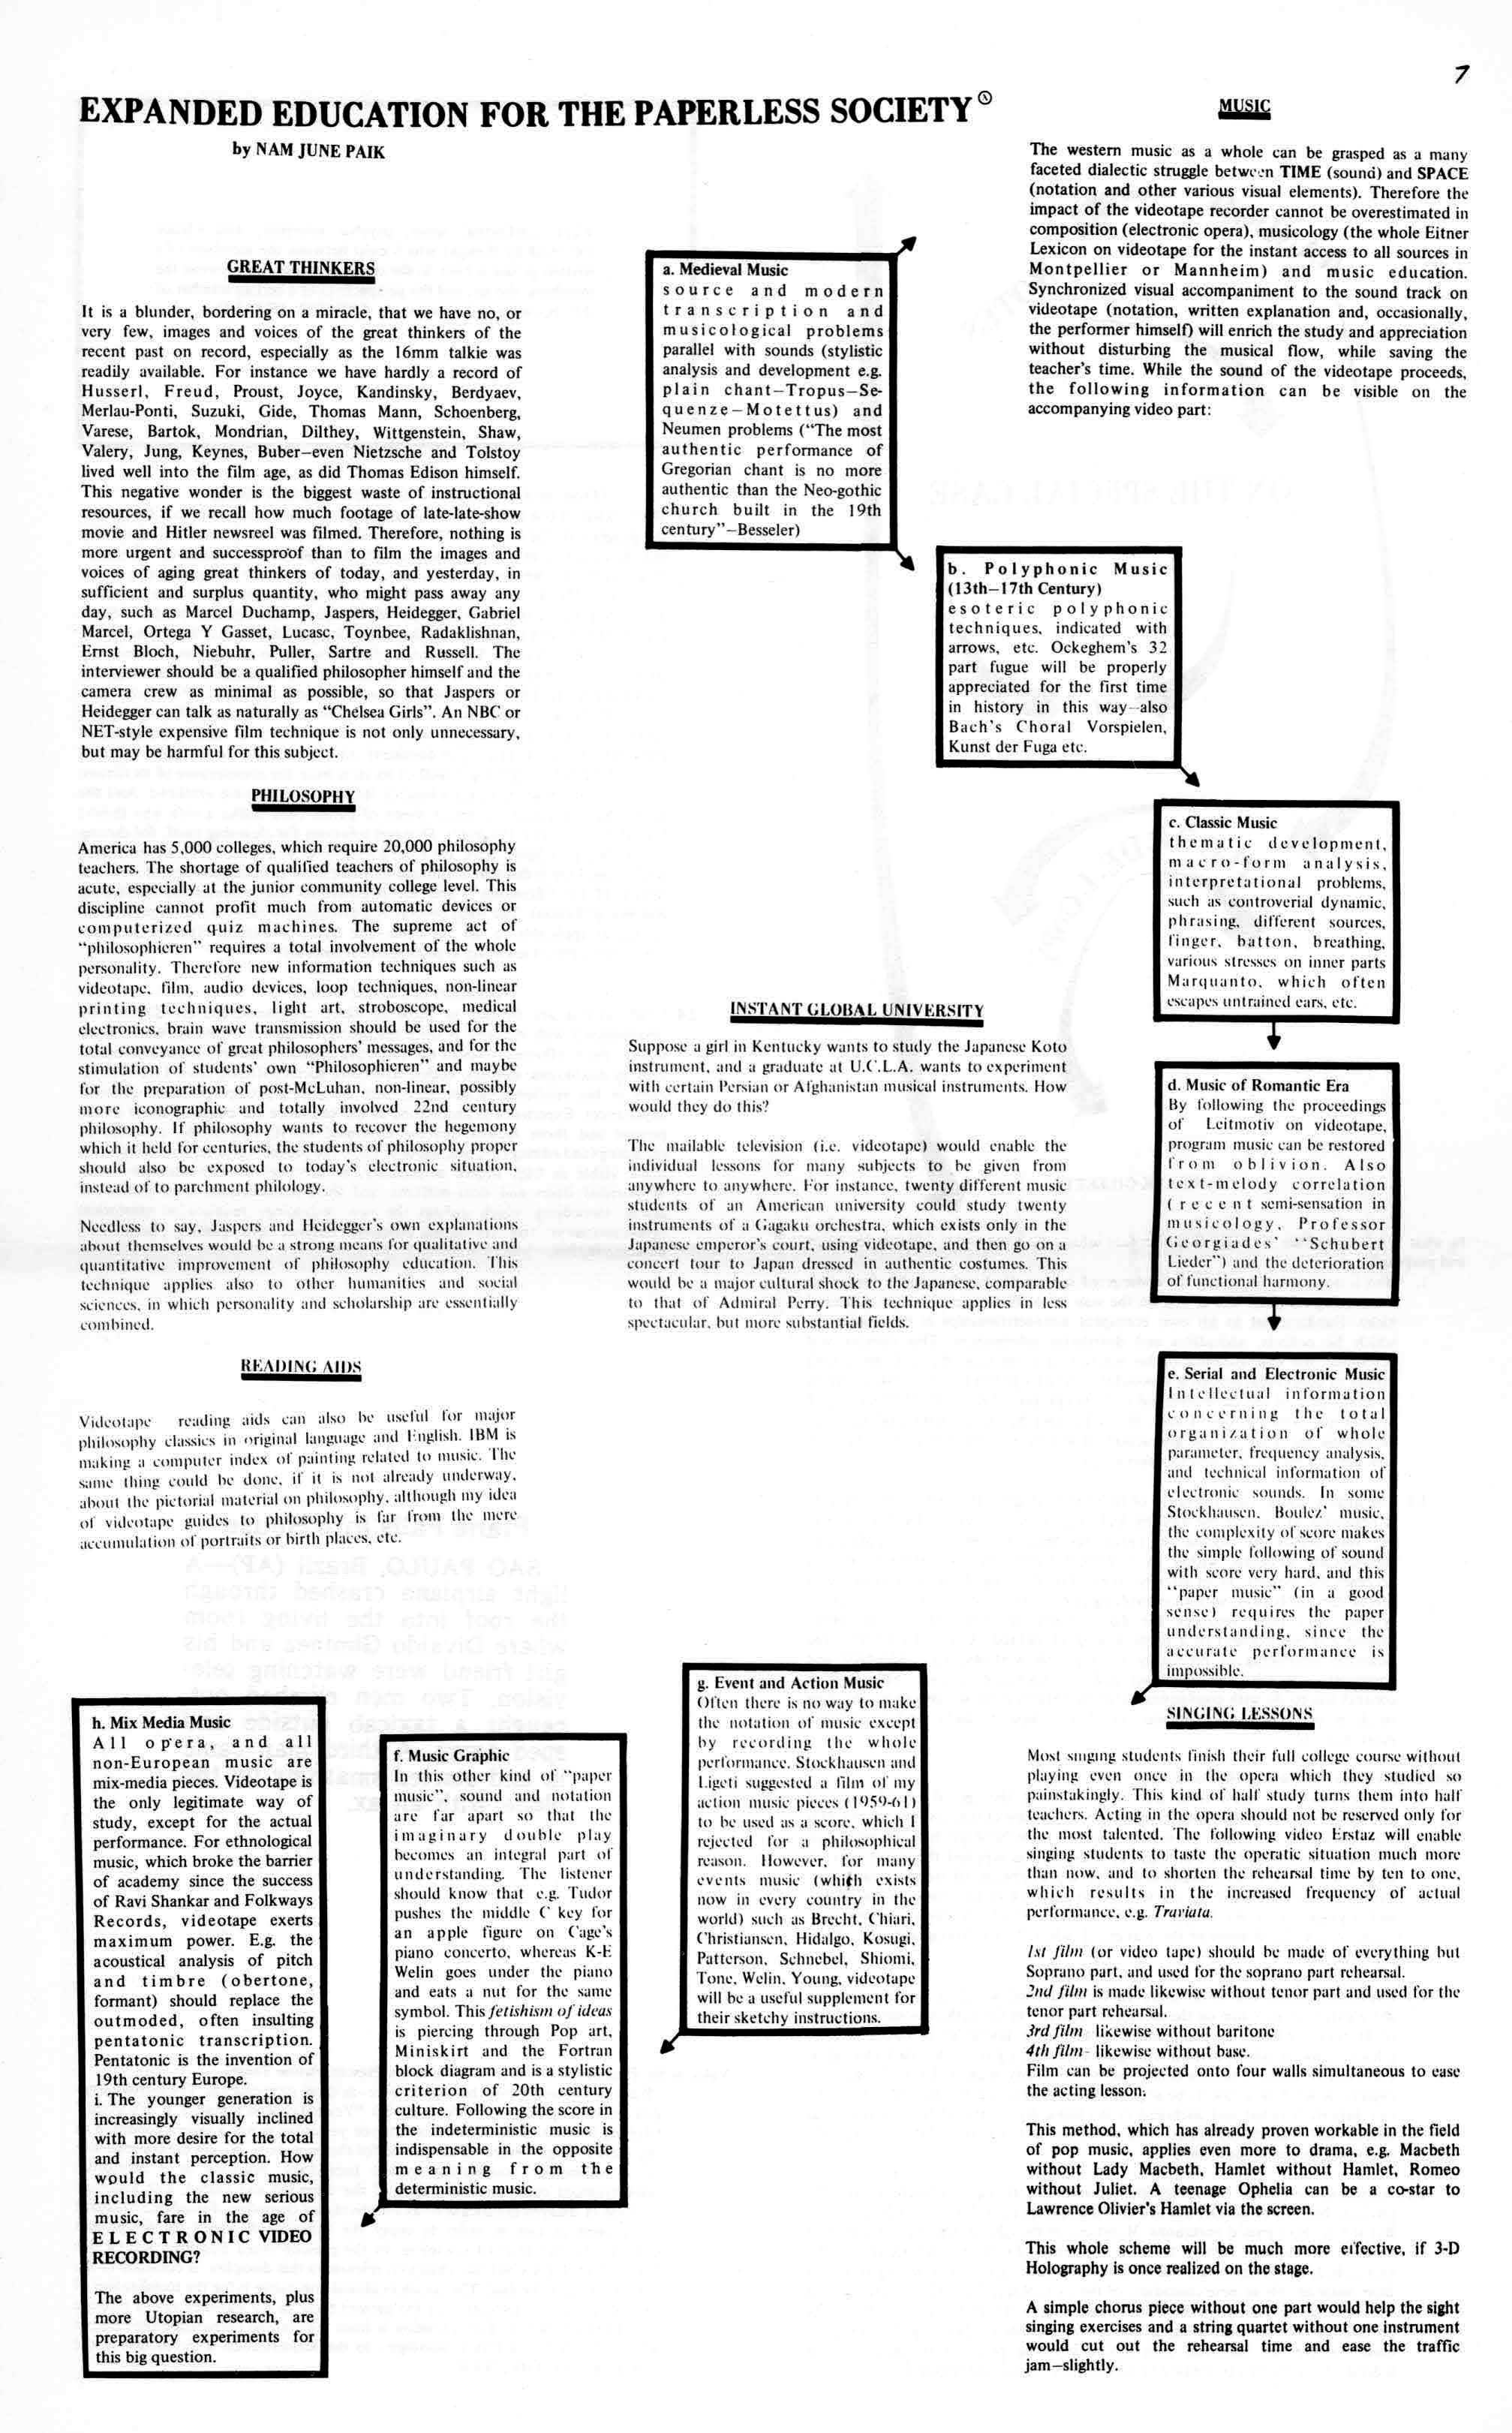 7
EXPANDED EDUCATION FOR THE PAPERLESS SOCIETY
by NAM JUNE PAIK
GREAT THINKERS
It is a blunder, bordering on a miracle, that we have no, or
very few, images and voices of the great thinkers of the
recent past on record, especially as the 16mm talkie was
readily available. For instance we have hardly a record of
Husserl, Freud, Proust, Joyce, Kandinsky, Berdyaev,
Merlau-Ponti, Suzuki, Gide, Thomas Mann, Schoenberg,
Varese, Bartok, Mondrian, Dilthey, Wittgenstein, Shaw,
Valery, Jung, Keynes, Buber—even Nietzsche and Tolstoy
lived well into the film age, as did Thomas Edison himself.
This negative wonder is the biggest waste of instructional
resources, if we recall how much footage of late-late-show
movie and Hitler newsreel was filmed. Therefore, nothing is
more urgent and successproof than to film the images and
voices of aging great thinkers of today, and yesterday, in
sufficient and surplus quantity, who might pass away any
day, such as Marcel Duchamp, Jaspers, Heidegger, Gabriel
Marcel, Ortega Y Gasset, Lucasc, Toynbee, Radaklishnan,
Ernst Bloch, Niebuhr, Puller, Sartre and Russell. The
interviewer should be a qualified philosopher himself and the
camera crew as minimal as possible, so that Jaspers or
Heidegger can talk as naturally as "Chelsea Girls". An NBC or
NET-style expensive film technique is not only unnecessary,
but may be harmful for this subject.
PHILOSOPHY
America has 5,000 colleges, which require 20,000 philosophy
teachers. The shortage of qualified teachers of philosophy is
acute, especially at the junior community college level. This
discipline cannot profit much from automatic devices or
computerized quiz machines. The supreme act of
"philosophieren" requires a total involvement of the whole
personality. Therefore new information techniques such as
videotape, film, audio devices, loop techniques, non-linear
printing techniques, light art, stroboscope, medical
electronics, brain wave transmission should be used for the
total conveyance of great philosophers' messages, and for the
stimulation of students' own "Philosophieren" and maybe
for the preparation of post-McLuhan, non-linear, possibly
more iconographic and totally involved 22nd century
philosophy. If philosophy wants to recover the hegemony
which it held for centuries, the students of philosophy proper
should also be exposed to today's electronic situation,
instead of to parchment philology.
Needless to say, Jaspers and Heidegger's own explanations
about themselves would be a strong means for qualitative and
quantitative improvement of philosophy education. This
technique applies also to other humanities and social
sciences, in which personality and scholarship are essentially
combined.
READING AIDS
Videotape reading aids can also be useful for major
philosophy classics in original language and English. IBM is
making a computer index of painting related to music. The
same thing could be done, if it is not already underway,
about the pictorial material on philosophy, although my idea
of videotape guides to philosophy is far from the mere
accumulation of portraits or birth places, etc.
INSTANT GLOBAL UNIVERSITY
Suppose a girl in Kentucky wants to study the Japanese Koto
instrument, and a graduate at U.C.L.A. wants to experiment
with certain Persian or Afghanistan musical instruments. How
would they do this?
The mailable television (i.e. videotape) would enable the
individual lessons for many subjects to be given from
anywhere to anywhere. For instance, twenty different music
students of an American university could study twenty
instruments of a Gagaku orchestra, which exists only in the
Japanese emperor's court, using videotape, and then go on a
concert tour to Japan dressed in authentic costumes. This
would be a major cultural shock to the Japanese, comparable
to that of Admiral Perry. This technique applies in less
spectacular, but more substantial fields.
MUSIC
The western music as a whole can be grasped as a many
faceted dialectic struggle between TIME (sound) and SPACE
(notation and other various visual elements). Therefore the
impact of the videotape recorder cannot be overestimated in
composition (electronic opera), musicology (the whole Eitner
Lexicon on videotape for the instant access to all sources in
Montpellier or Mannheim) and music education.
Synchronized visual accompaniment to the sound track on
videotape (notation, written explanation and, occasionally,
the performer himself) will enrich the study and appreciation
without disturbing the musical flow, while saving the
teacher's time. While the sound of the videotape proceeds,
the following information can be visible on the
accompanying video part:
a. Medieval Music
source and modern
transcription and
musicological problems
parallel with sounds (stylistic
analysis and development e.g.
plain chant—Tropus—Se-
quenze—Motettus) and
Neumen problems ("The most
authentic performance of
Gregorian chant is no more
authentic than the Neo-gothic
church built in the 19th
century"—Besseler)
b. Polyphonic Music
(13th—17th Century)
esoteric polyphonic
techniques, indicated with
arrows, etc. Ockeghem's 32
part fugue will be properly
appreciated for the first time
in history in this way—also
Bach's Choral Vorspielen,
Kunst der Fuga etc.
c. Classic Music
thematic development,
macro-form analysis,
interpretational problems,
such as controverial dynamic,
phrasing, different sources,
finger, batton, breathing,
various stresses on inner parts
Marquanto, which often
escapes untrained ears, etc.
d. Music of Romantic Era
By following the proceedings
of Leitmotiv on videotape,
program music can be restored
from oblivion. Also
text-melody correlation
(recent semi-sensation in
musicology, Professor
Georgiades' "Schubert
Lieder") and the deterioration
of functional harmony.
e. Serial and Electronic Music
Intellectual information
concerning the total
organization of whole
parameter, frequency analysis,
and technical information of
electronic sounds. In some
Stockhausen, Boulez' music,
the complexity of score makes
the simple following of sound
with score very hard, and this
"paper music" (in a good
sense) requires the paper
understanding, since the
accurate performance is
impossible.
f. Music Graphic
In this other kind of "paper
music", sound and notation
are far apart so that the
imaginary double play
becomes an integral part of
understanding. The listener
should know that e.g. Tudor
pushes the middle C key for
an apple figure on Cage's
piano concerto, whereas K-E
Welin goes under the piano
and eats a nut for the same
symbol. This fetishism of ideas
is piercing through Pop art,
Miniskirt and the Fortran
block diagram and is a stylistic
criterion of 20th century
culture. Following the score in
the indeterministic music is
indispensable in the opposite
meaning from the
deterministic music.
g. Event and Action Music
Often there is no way to make
the notation of music except
by recording the whole
performance. Stockhausen and
Ligeti suggested a film of my
action music pieces (1959-61)
to be used as a score, which I
rejected for a philosophical
reason. However, for many
events music (which exists
now in every country in the
world) such as Brecht, Chiari,
Christiansen, Hidalgo, Kosugi,
Patterson, Schnebel, Shiomi,
Tone, Welin, Young, videotape
will be a useful supplement for
their sketchy instructions.
h. Mix Media Music
All opera, and all
non-European music are
mix-media pieces. Videotape is
the only legitimate way of
study, except for the actual
performance. For ethnological
music, which broke the barrier
of academy since the success
of Ravi Shankar and Folkways
Records, videotape exerts
maximum power. E.g. the
acoustical analysis of pitch
and timbre (obertone,
formant) should replace the
outmoded, often insulting
pentatonic transcription.
Pentatonic is the invention of
19th century Europe.
i. The younger generation is
increasingly visually inclined
with more desire for the total
and instant perception. How
would the classic music,
including the new serious
music, fare in the age of
ELECTRONIC VIDEO
RECORDING?
The above experiments, plus
more Utopian research, are
preparatory experiments for
this big question.
SINGING LESSONS
Most singing students finish their full college course without
playing even once in the opera which they studied so
painstakingly. This kind of half study turns them into half
teachers. Acting in the opera should not be reserved only for
the most talented. The following video Erstaz will enable
singing students to taste the operatic situation much more
than now, and to shorten the rehearsal time by ten to one,
which results in the increased frequency of actual
performance, e.g. Traviata.
1st film (or video tape) should be made of everything but
Soprano part, and used for the soprano part rehearsal.
2nd film is made likewise without tenor part and used for the
tenor part rehearsal.
3rd film likewise without baritone
4th film- likewise without base.
Film can be projected onto four walls simultaneous to ease
the acting lesson.
This method, which has already proven workable in the field
of pop music, applies even more to drama, e.g. Macbeth
without Lady Macbeth, Hamlet without Hamlet, Romeo
without Juliet. A teenage Ophelia can be a co-star to
Lawrence Olivier's Hamlet via the screen.
This whole scheme will be much more effective, if 3-D
Holography is once realized on the stage.
A simple chorus piece without one part would help the sight
singing exercises and a string quartet without one instrument
would cut out the rehearsal time and ease the traffic
jam—slightly.